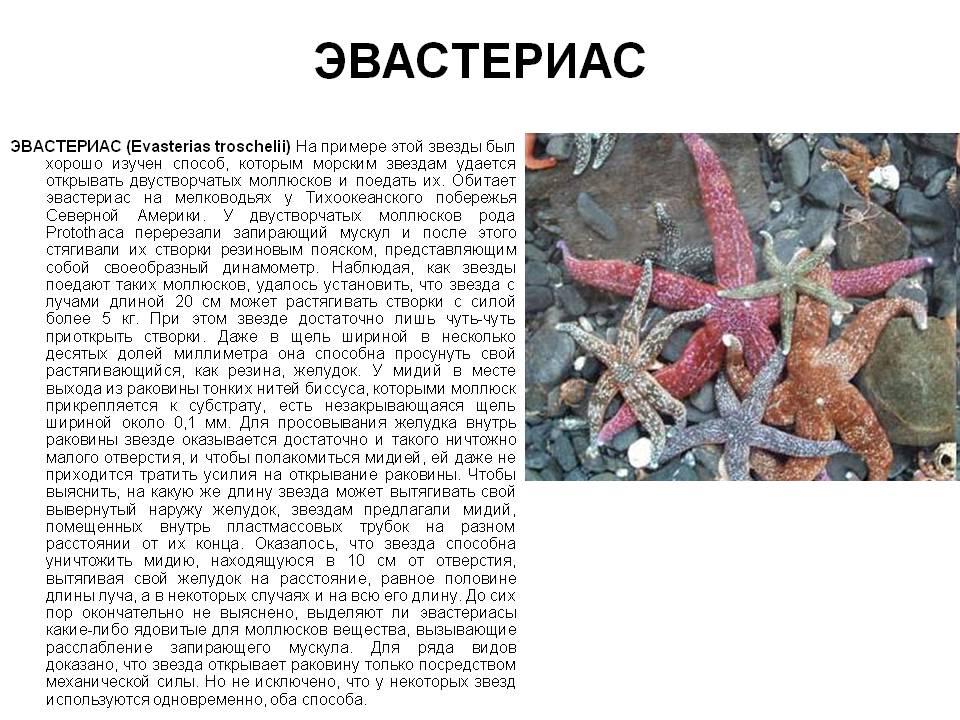 ЭВАСТЕРИАС
ЭВАСТЕРИАС (Evasterias troschelii) На примере этой звезды был
хорошо изучен способ, которым морским звездам удается
открывать двустворчатых моллюсков и поедать их. Обитает
эвастериас на мелководьях у Тихоокеанского побережья
Северной Америки. У двустворчатых моллюсков рода
Protothaca перерезали запирающий мускул и после этого
стягивали их створки резиновым пояском, представляющим
собой своеобразный динамометр. Наблюдая, как звезды
поедают таких моллюсков, удалось установить, что звезда с
лучами длиной 20 см может растягивать створки с силой
более 5 кг. При этом звезде достаточно лишь чуть-чуть
приоткрыть створки. Даже в щель шириной в несколько
десятых долей миллиметра она способна просунуть свой
растягивающийся, как резина, желудок. У мидий в месте
выхода из раковины тонких нитей биссуса, которыми моллюск
прикрепляется к субстрату, есть незакрывающаяся щель
шириной около 0,1 мм. Для просовывания желудка внутрь
раковины звезде оказывается достаточно и такого ничтожно
малого отверстия, и чтобы полакомиться мидией, ей даже не
приходится тратить усилия на открывание раковины. Чтобы
выяснить, на какую же длину звезда может вытягивать свой
вывернутый наружу желудок, звездам предлагали мидий,
помещенных внутрь пластмассовых трубок на разном
расстоянии от их конца. Оказалось, что звезда способна
уничтожить мидию, находящуюся в 10 см от отверстия,
вытягивая свой желудок на расстояние, равное половине
длины луча, а в некоторых случаях и на всю его длину. До сих
пор окончательно не выяснено, выделяют ли эвастериасы
какие-либо ядовитые для моллюсков вещества, вызывающие
расслабление запирающего мускула. Для ряда видов
доказано, что звезда открывает раковину только посредством
механической силы. Но не исключено, что у некоторых звезд
используются одновременно, оба способа.